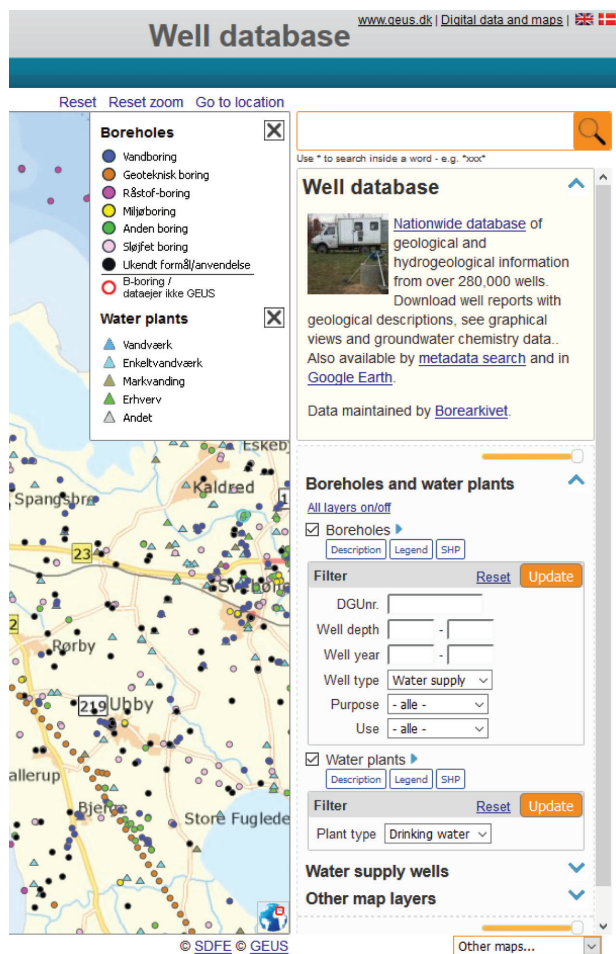 www.geus.dk | Digital data and maps |
Well database
Reset Reset zoom Go to location
Boreholes
Vandboring
Geoteknisk boring
Råstof-boring
Miljøboring
Anden boring
Sløjfet boring
Ukendt formål/anvendelse
B-boring /
dataejer ikke GEUS
Water plants
Vandværk
Enkeltvandværk
Markvanding
Erhverv
Andet
Eskeb
Kaldred
Spangsbro
1
23
2
Rørby
219 Ubby
allerup
Bjerge
Store Fuglede
© SDFE © GEUS
Use * to search inside a word - e.g. *xxx*
Well database
Nationwide database of
geological and
hydrogeological information
from over 280,000 wells.
Download well reports with
geological descriptions, see graphical
views and groundwater chemistry data..
Also available by metadata search and in
Google Earth.
Data maintained by Borearkivet.
Boreholes and water plants
All layers on/off
Boreholes
Description Legend SHP
Filter Reset Update
DGUnr.
Well depth -
Well year -
Well type Water supply
Purpose - alle -
Use - alle -
Water plants
Description Legend SHP
Filter Reset Update
Plant type Drinking water
Water supply wells
Other map layers
Other maps...